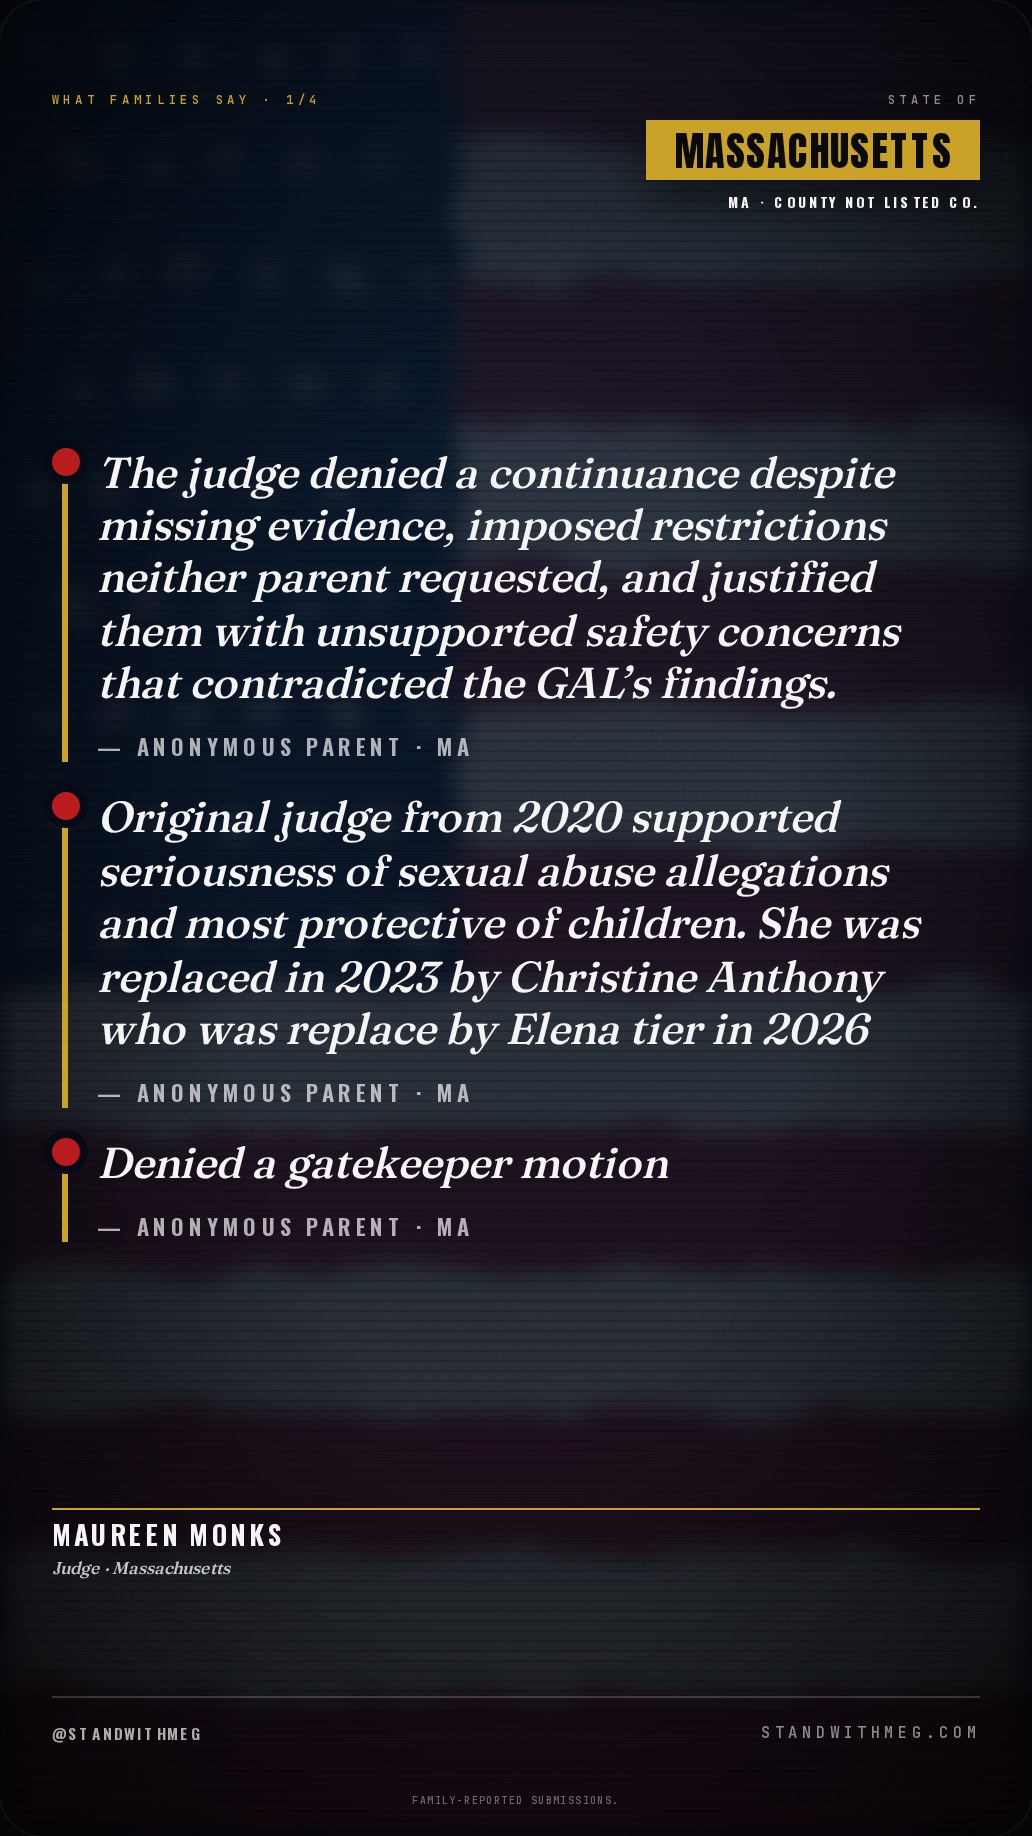 WHAT FAMILIES SAY · 1/4
STATE OF
MASSACHUSETTS
MA · COUNTY NOT LISTED CO.
The judge denied a continuance despite
missing evidence, imposed restrictions
neither parent requested, and justified
them with unsupported safety concerns
that contradicted the GAL’s findings.
— ANONYMOUS PARENT · MA
Original judge from 2020 supported
seriousness of sexual abuse allegations
and most protective of children. She was
replaced in 2023 by Christine Anthony
who was replace by Elena tier in 2026
— ANONYMOUS PARENT · MA
Denied a gatekeeper motion
— ANONYMOUS PARENT · MA
MAUREEN MONKS
Judge · Massachusetts
@STANDWITHMEG
STANDWITHMEG.COM
FAMILY-REPORTED SUBMISSIONS.